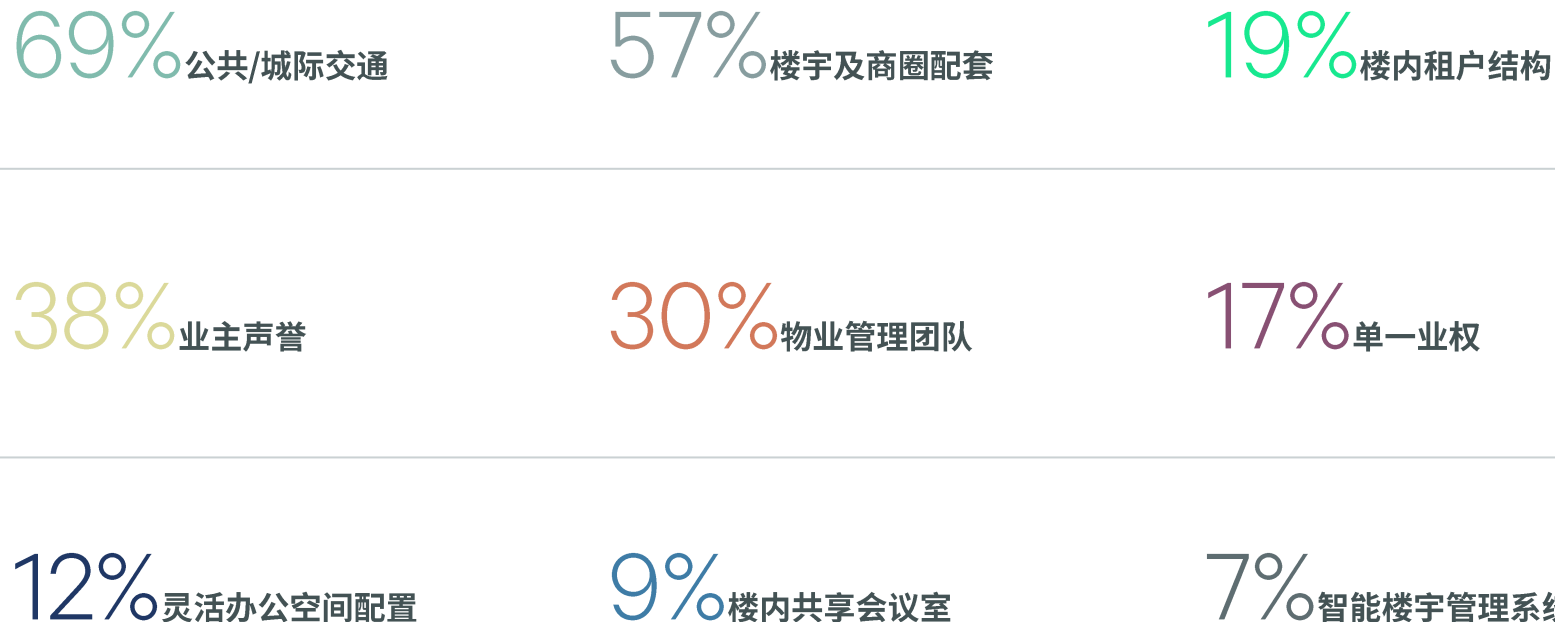 69%公共/城际交通
57%楼宇及商圈配套
19%楼内租户结构
38%业主声誉
30%物业管理团队
17%单一业权
12%灵活办公空间配置
9%楼内共享会议室
7%智能楼宇管理系统